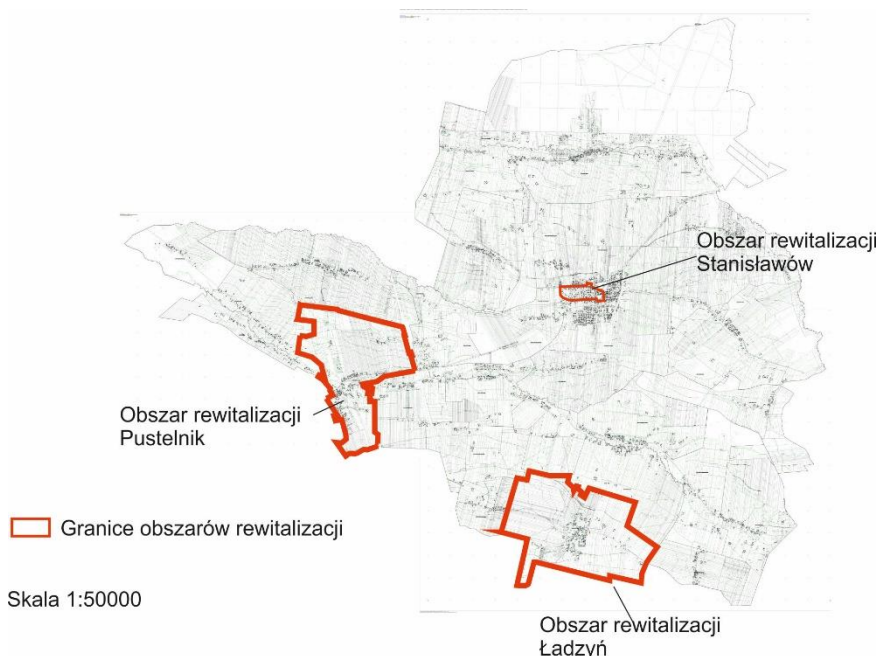 Obszar rewitalizacji
Stanisławów
Obszar rewitalizacji
Pustelnik
Granice obszarów rewitalizacji
Skala 1:50000
Obszar rewitalizacji
Ładzyń